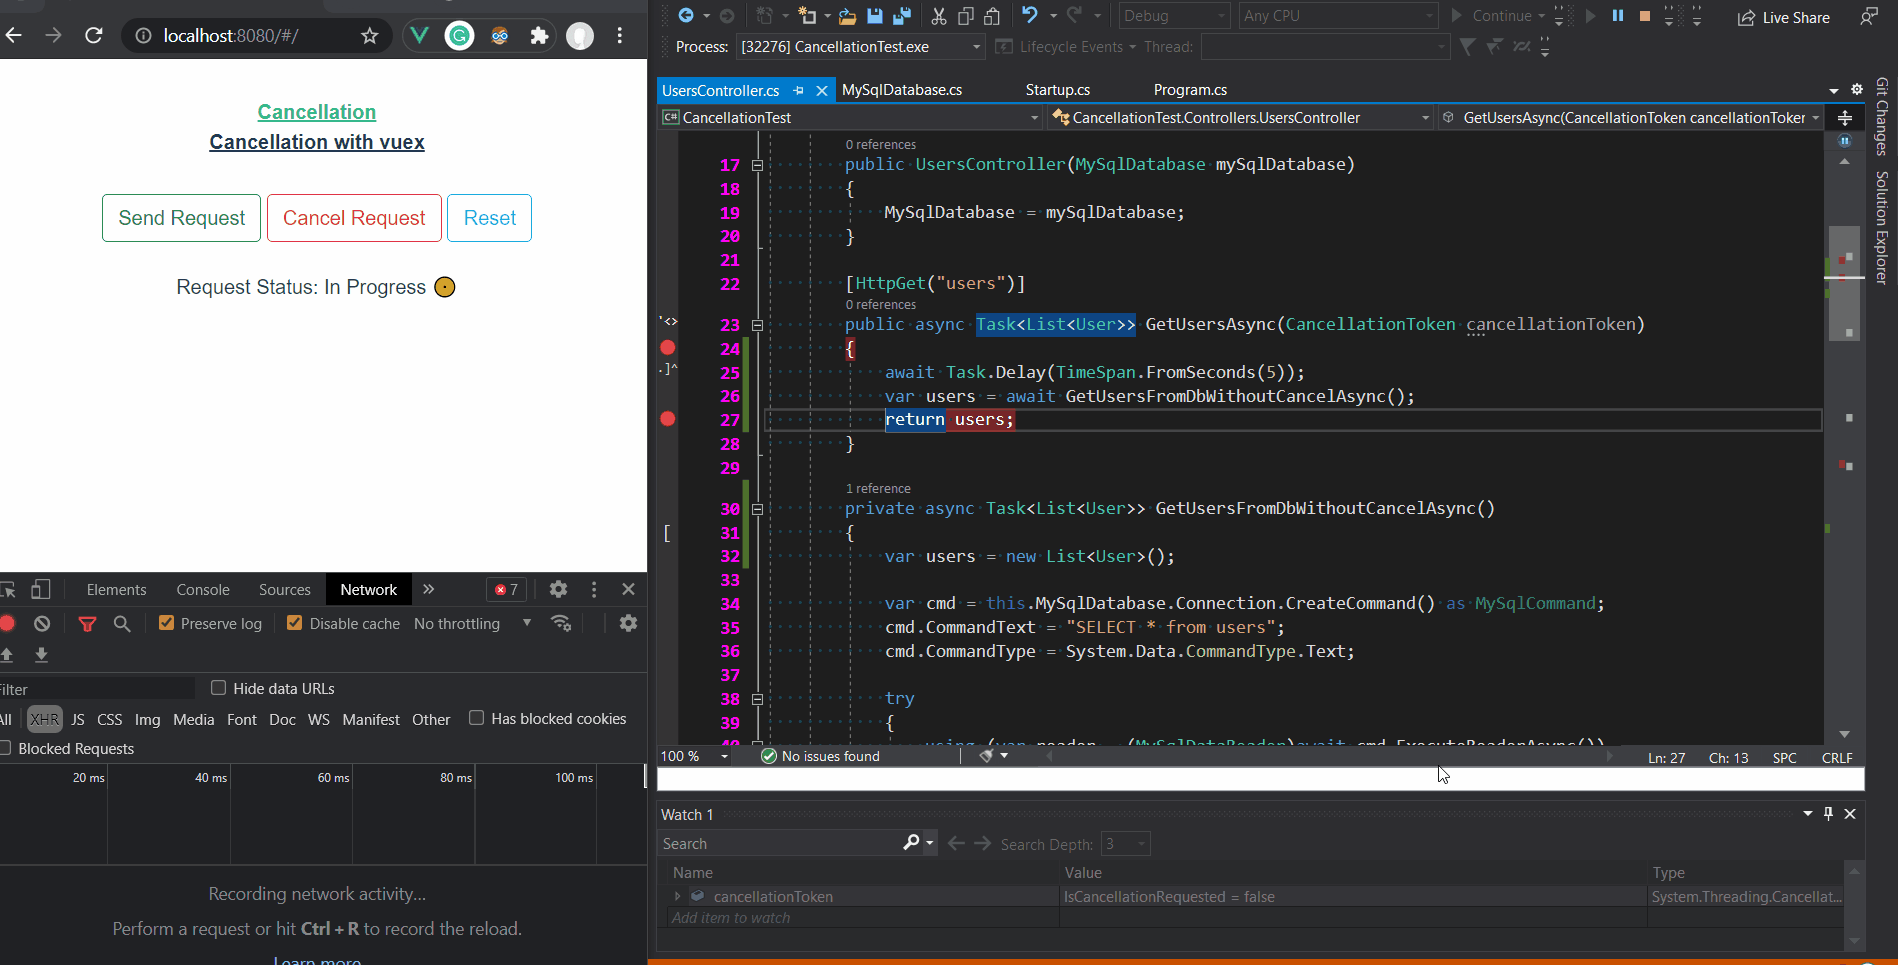 localhost:8080/#/
Cancellation
Cancellation with vuex
Send Request
Cancel Request
Reset
Request Status: In Progress
Elements
Console
Sources
Network
7
Preserve log
Disable cache
No throttling
ilter
Hide data URLs
All
XHR
JS
CSS
Img
Media
Font
Doc
WS
Manifest
Other
Has blocked cookies
Blocked Requests
20 ms
40 ms
60 ms
80 ms
100 ms
Recording network activity...
Perform a request or hit Ctrl + R to record the reload.
Learn more
Debug
Any CPU
Continue
Live Share
Process:
[32276] CancellationTest.exe
Lifecycle Events
Thread:
UsersController.cs
MySqlDatabase.cs
Startup.cs
Program.cs
C# CancellationTest
CancellationTest.Controllers.UsersController
GetUsersAsync(CancellationToken cancellationToken
0 references
17 public UsersController(MySqlDatabase mySqlDatabase)
18 {
19 MySqlDatabase = mySqlDatabase;
20 }
21
22 [HttpGet("users")]
0 references
23 public async Task<List<User>> GetUsersAsync(CancellationToken cancellationToken)
24 {
25 await Task.Delay(TimeSpan.FromSeconds(5));
26 var users = await GetUsersFromDbWithoutCancelAsync();
27 return users;
28 }
29
1 reference
30 private async Task<List<User>> GetUsersFromDbWithoutCancelAsync()
31 {
32 var users = new List<User>();
33
34 var cmd = this.MySqlDatabase.Connection.CreateCommand() as MySqlCommand;
35 cmd.CommandText = "SELECT * from users";
36 cmd.CommandType = System.Data.CommandType.Text;
37
38 try
39 {
40 using (var reader = (MySqlDataReader)await cmd.ExecuteReaderAsync())
100 %
No issues found
Ln: 27
Ch: 13
SPC
CRLF
Watch 1
Search
Search Depth:
3
Name
Value
Type
cancellationToken
IsCancellationRequested = false
System.Threading.Cancellat...
Add item to watch
Git Changes
Solution Explorer